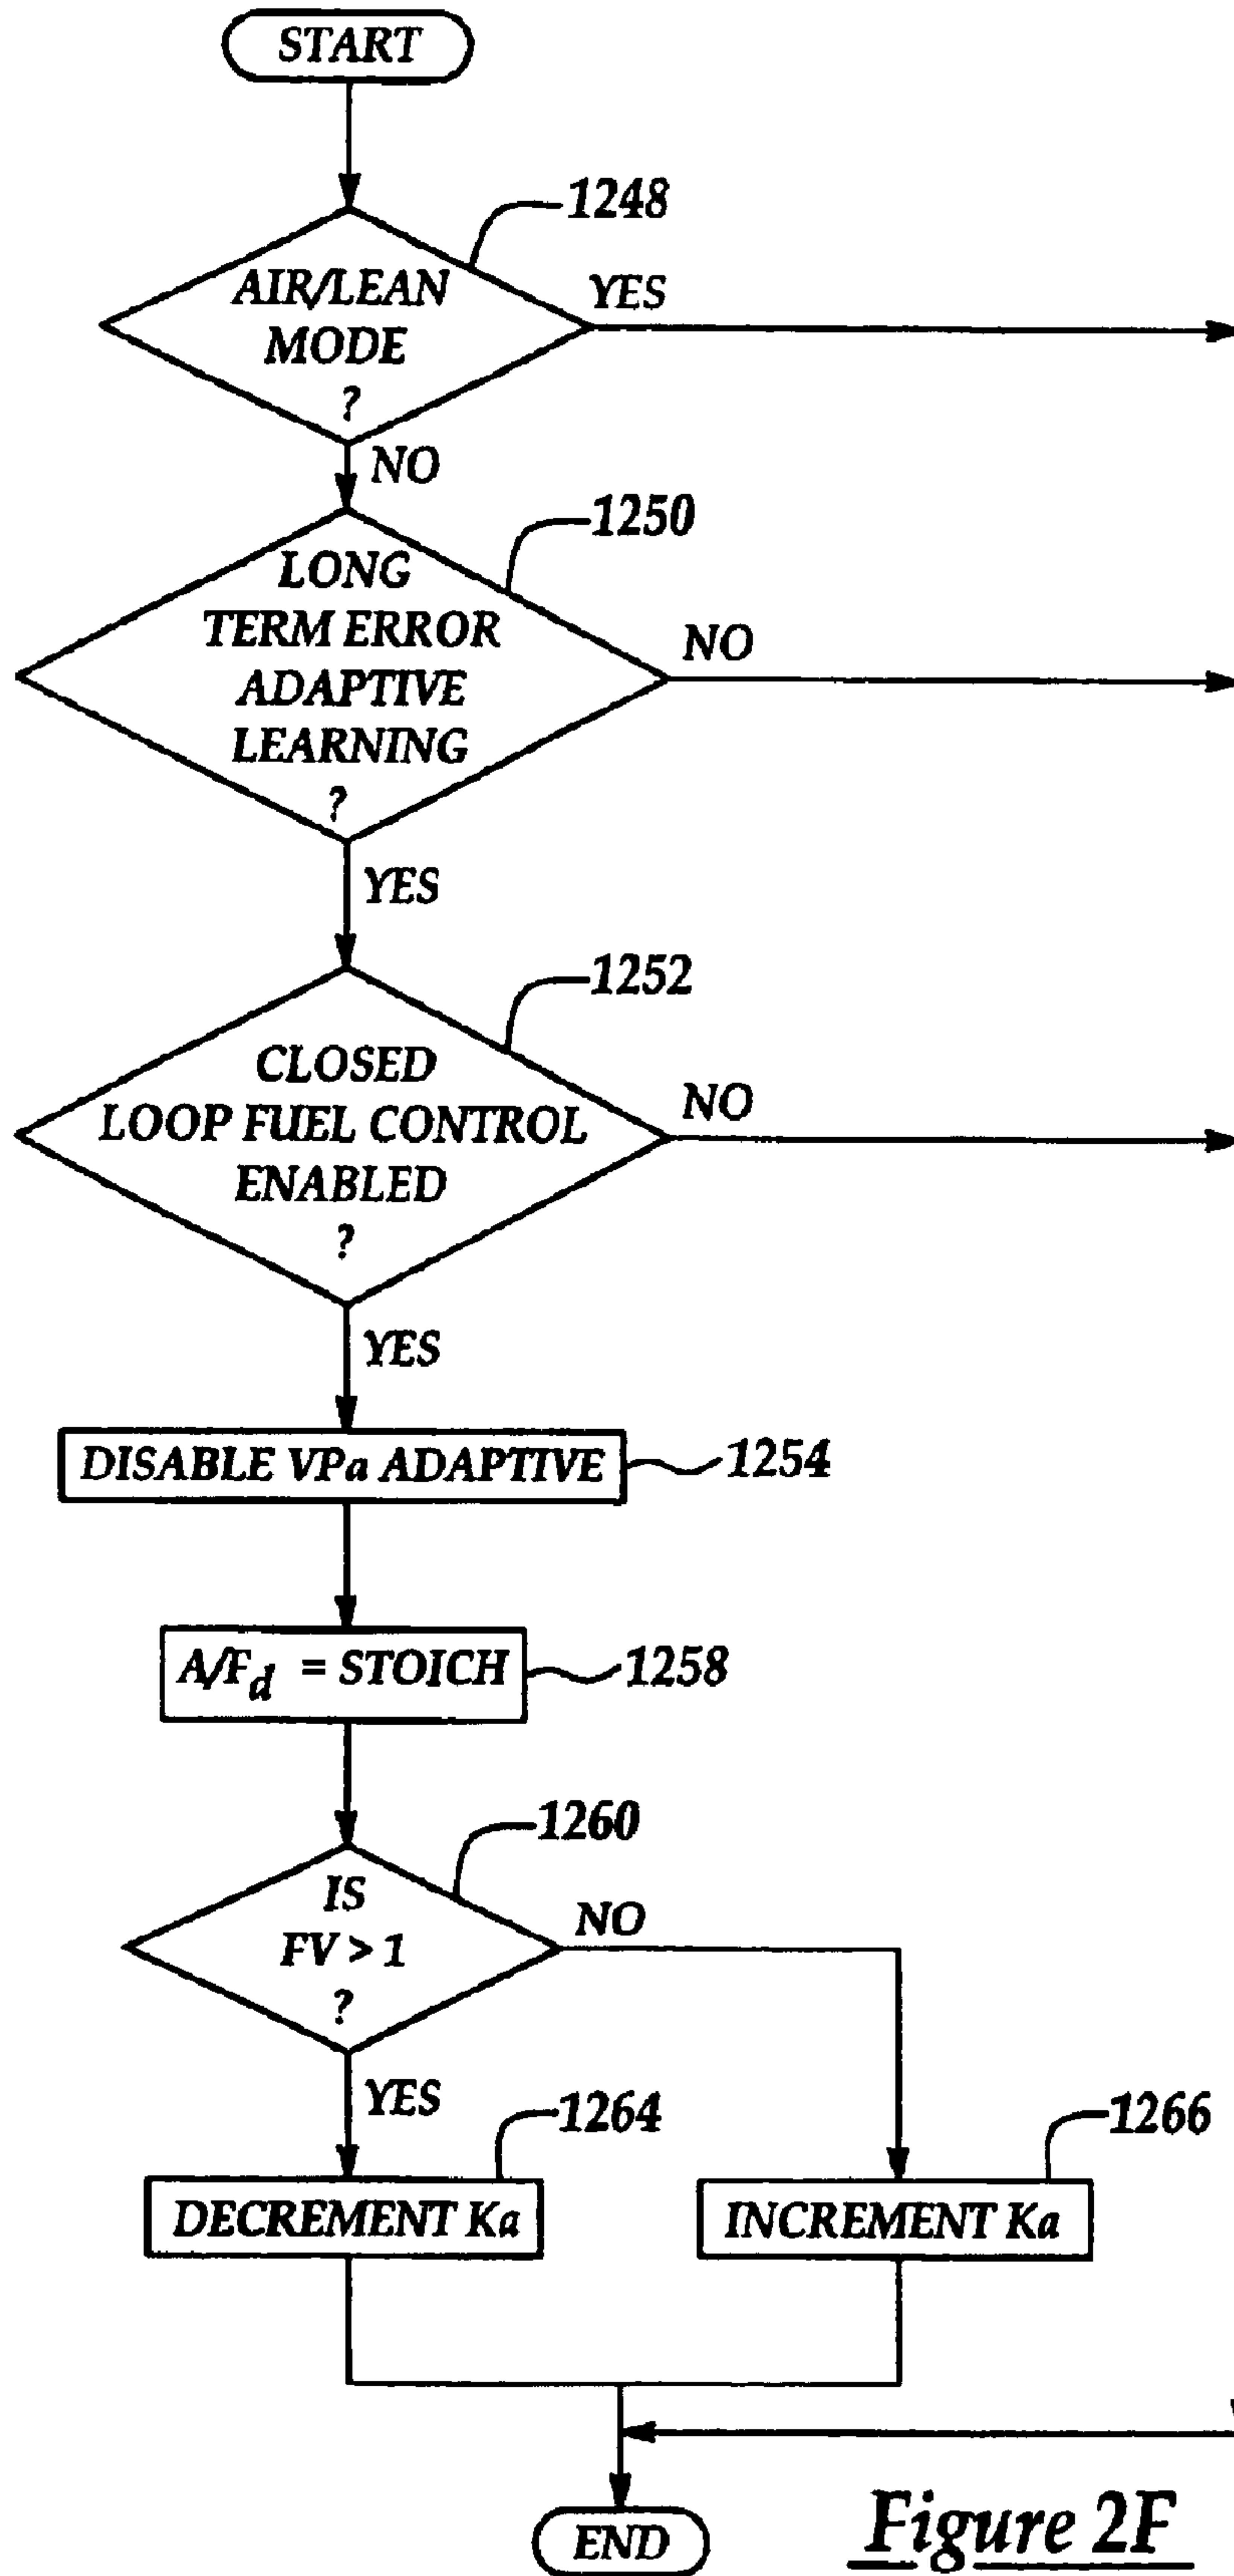 START
1248
AIR/LEAN
MODE
?
YES
NO
1250
LONG
TERM ERROR
ADAPTIVE
LEARNING
?
NO
YES
1252
CLOSED
LOOP FUEL CONTROL
ENABLED
?
NO
YES
DISABLE VPa ADAPTIVE
1254
A/Fd = STOICH
1258
1260
IS
FV > 1
?
NO
YES
1264
1266
DECREMENT Ka
INCREMENT Ka
END
Figure 2F